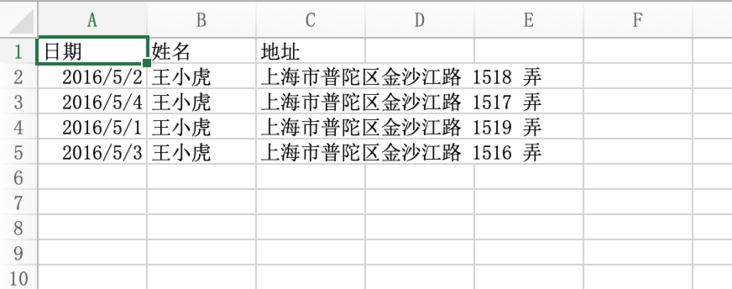 A B C D E F
1 日期 姓名 地址
2 2016/5/2 王小虎 上海市普陀区金沙江路 1518 弄
3 2016/5/4 王小虎 上海市普陀区金沙江路 1517 弄
4 2016/5/1 王小虎 上海市普陀区金沙江路 1519 弄
5 2016/5/3 王小虎 上海市普陀区金沙江路 1516 弄
6
7
8
9
10